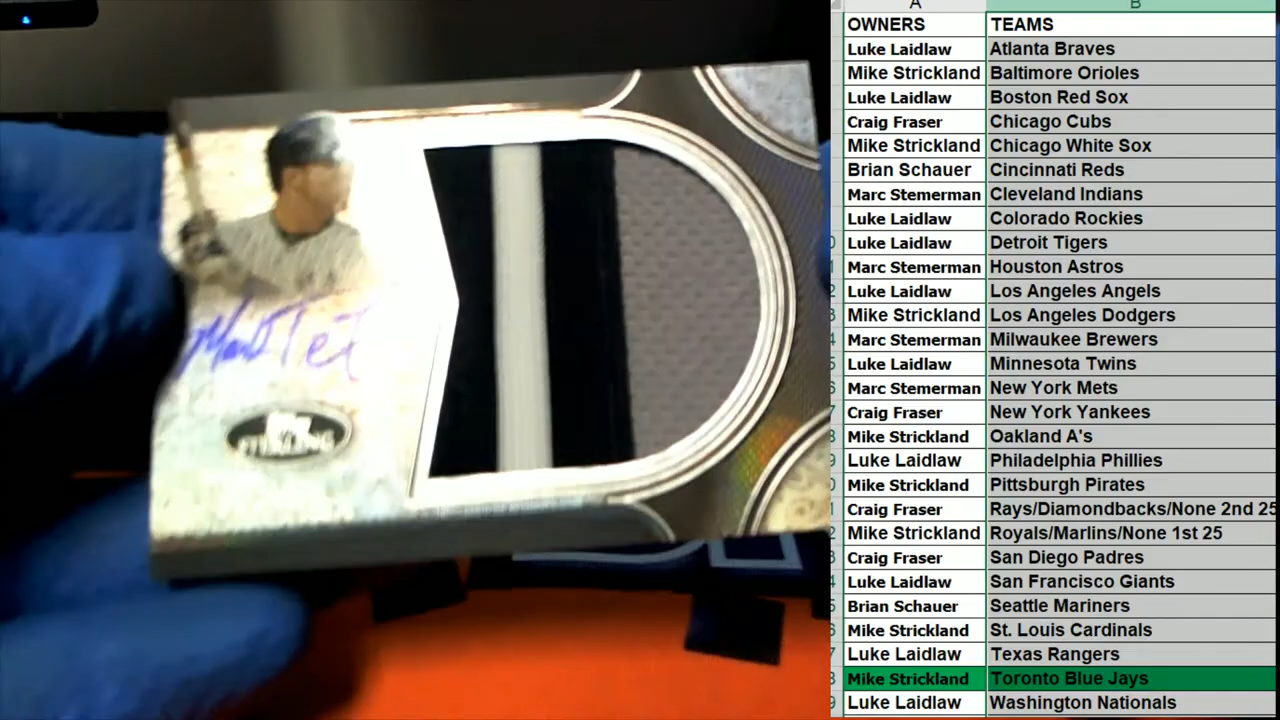 STERLING
A B
OWNERS TEAMS
Luke Laidlaw Atlanta Braves
Mike Strickland Baltimore Orioles
Luke Laidlaw Boston Red Sox
Craig Fraser Chicago Cubs
Mike Strickland Chicago White Sox
Brian Schauer Cincinnati Reds
Marc Stemerman Cleveland Indians
Luke Laidlaw Colorado Rockies
Luke Laidlaw Detroit Tigers
Marc Stemerman Houston Astros
Luke Laidlaw Los Angeles Angels
Mike Strickland Los Angeles Dodgers
Marc Stemerman Milwaukee Brewers
Luke Laidlaw Minnesota Twins
Marc Stemerman New York Mets
Craig Fraser New York Yankees
Mike Strickland Oakland A's
Luke Laidlaw Philadelphia Phillies
Mike Strickland Pittsburgh Pirates
Craig Fraser Rays/Diamondbacks/None 2nd 25
Mike Strickland Royals/Marlins/None 1st 25
Craig Fraser San Diego Padres
Luke Laidlaw San Francisco Giants
Brian Schauer Seattle Mariners
Mike Strickland St. Louis Cardinals
Luke Laidlaw Texas Rangers
Mike Strickland Toronto Blue Jays
Luke Laidlaw Washington Nationals